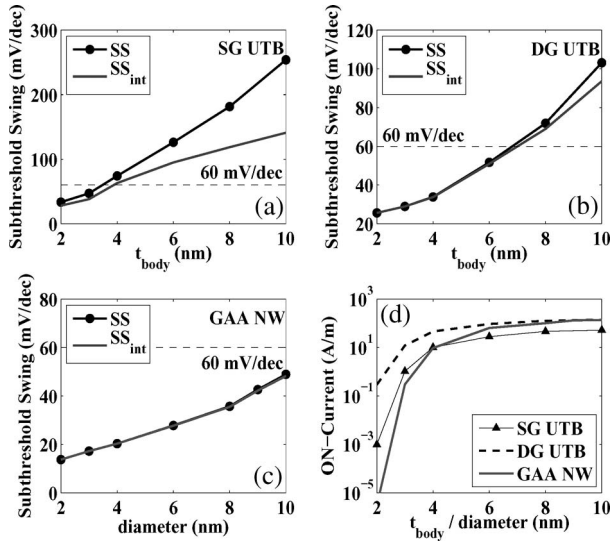 Subthreshold Swing (mV/dec)
300
200
100
0
SS
SS_int
SG UTB
60 mV/dec
(a)
2 4 6 8 10
t_body (nm)
Subthreshold Swing (mV/dec)
120
100
80
60
40
20
SS
SS_int
DG UTB
60 mV/dec
(b)
2 4 6 8 10
t_body (nm)
Subthreshold Swing (mV/dec)
80
60
40
20
0
SS
SS_int
GAA NW
60 mV/dec
(c)
2 4 6 8 10
diameter (nm)
ON−Current (A/m)
10^3
10^1
10^−1
10^−3
10^−5
(d)
SG UTB
DG UTB
GAA NW
2 4 6 8 10
t_body / diameter (nm)